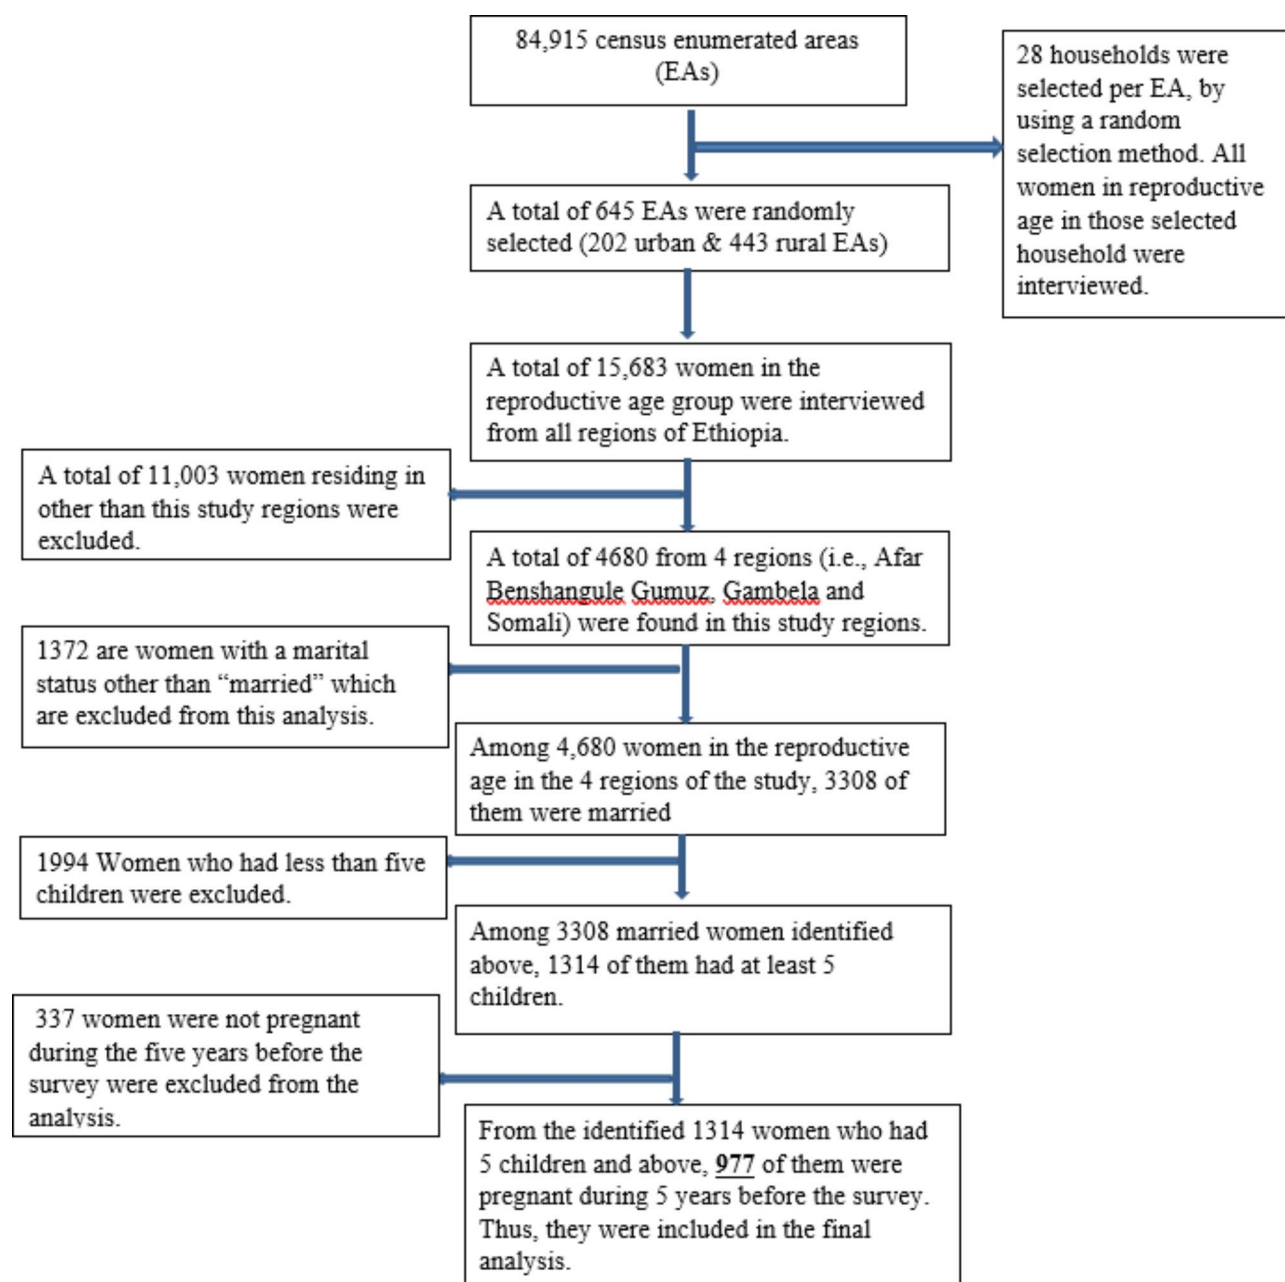 84,915 census enumerated areas
(EAs)
28 households were
selected per EA, by
using a random
selection method. All
women in reproductive
age in those selected
household were
interviewed.
A total of 645 EAs were randomly
selected (202 urban & 443 rural EAs)
A total of 15,683 women in the
reproductive age group were interviewed
from all regions of Ethiopia.
A total of 11,003 women residing in
other than this study regions were
excluded.
A total of 4680 from 4 regions (i.e., Afar
Benshangule Gumuz, Gambela and
Somali) were found in this study regions.
1372 are women with a marital
status other than “married” which
are excluded from this analysis.
Among 4,680 women in the reproductive
age in the 4 regions of the study, 3308 of
them were married
1994 Women who had less than five
children were excluded.
Among 3308 married women identified
above, 1314 of them had at least 5
children.
337 women were not pregnant
during the five years before the
survey were excluded from the
analysis.
From the identified 1314 women who had
5 children and above, 977 of them were
pregnant during 5 years before the survey.
Thus, they were included in the final
analysis.